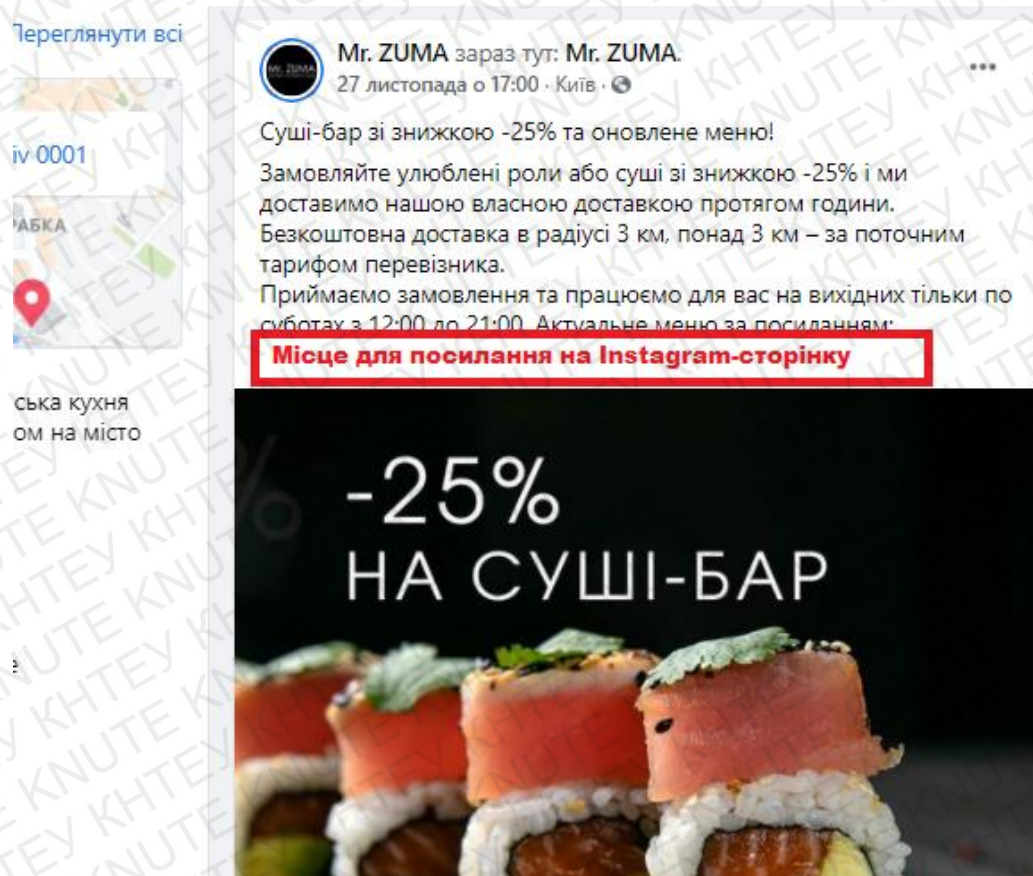 Переглянути всі
iv 0001
АБКА
ська кухня
ом на місто
Mr. ZUMA зараз тут: Mr. ZUMA.
27 листопада о 17:00 · Київ ·
Суші-бар зі знижкою -25% та оновлене меню!
Замовляйте улюблені роли або суші зі знижкою -25% і ми
доставимо нашою власною доставкою протягом години.
Безкоштовна доставка в радіусі 3 км, понад 3 км – за поточним
тарифом перевізника.
Приймаємо замовлення та працюємо для вас на вихідних тільки по
суботах з 12:00 до 21:00. Актуальне меню за посиланням:
Місце для посилання на Instagram-сторінку
-25%
НА СУШІ-БАР